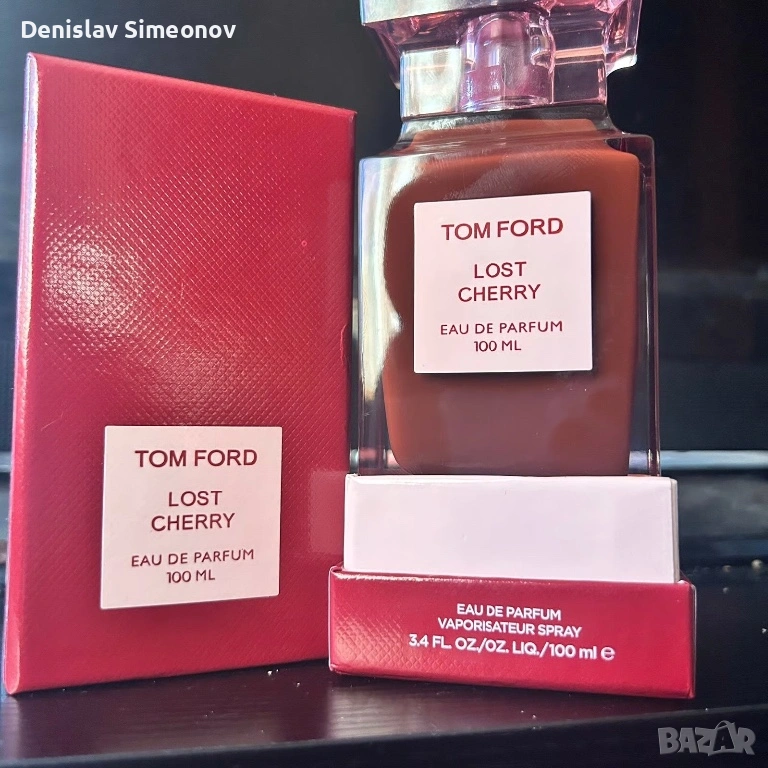 Denislav Simeonov
TOM FORD
LOST
CHERRY
EAU DE PARFUM
100 ML
TOM FORD
LOST
CHERRY
EAU DE PARFUM
100 ML
EAU DE PARFUM
VAPORISATEUR SPRAY
3.4 FL. OZ./OZ. LIQ./100 ml ℮
BAZAR